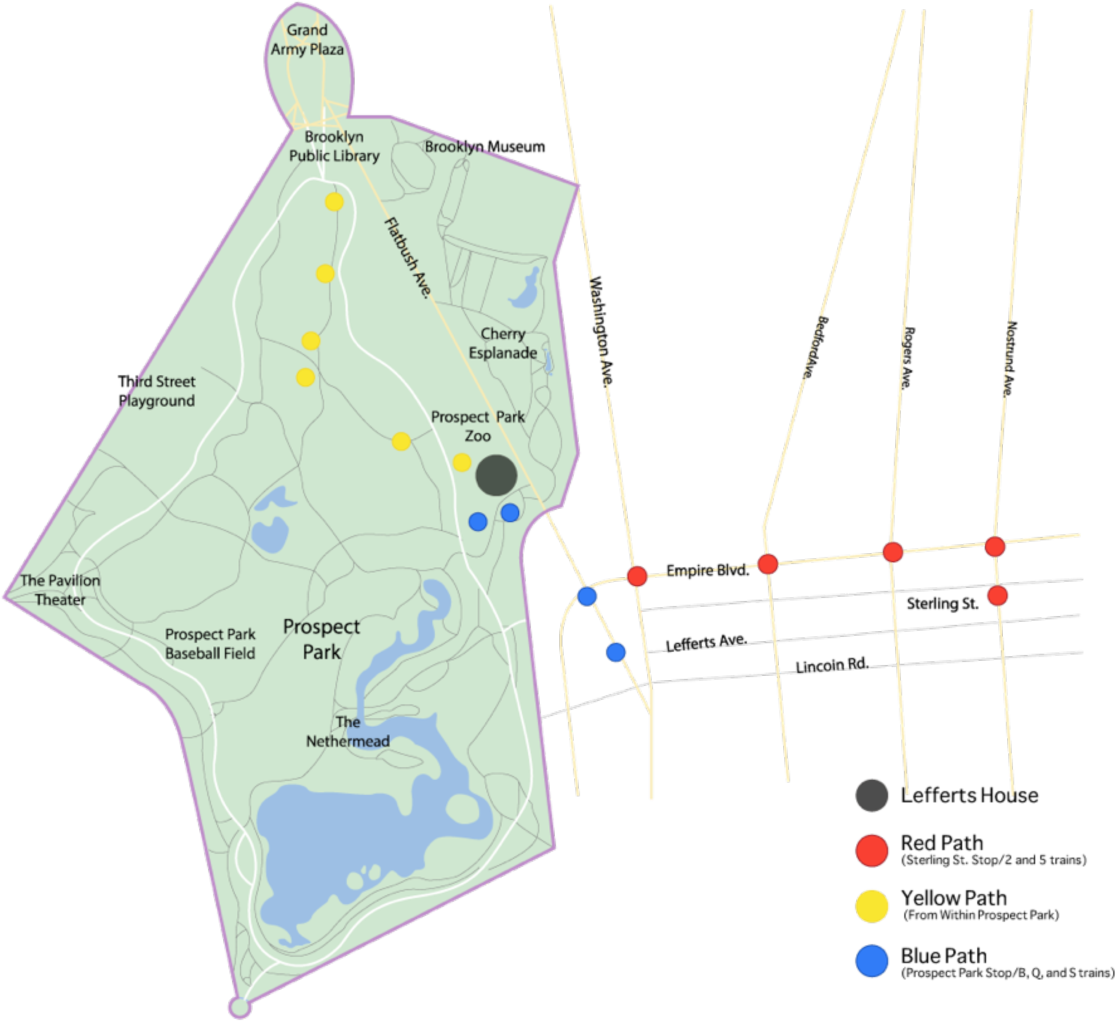 Grand
Army Plaza
Brooklyn
Public Library
Brooklyn Museum
Flatbush Ave.
Washington Ave.
Cherry
Esplanade
BedfordAve.
Rogers Ave.
Nostrund Ave.
Third Street
Playground
Prospect Park
Zoo
The Pavilion
Theater
Prospect Park
Baseball Field
Prospect
Park
Empire Blvd.
Sterling St.
Lefferts Ave.
Lincoin Rd.
The
Nethermead
Lefferts House
Red Path
(Sterling St. Stop/2 and 5 trains)
Yellow Path
(From Within Prospect Park)
Blue Path
(Prospect Park Stop/B, Q, and S trains)